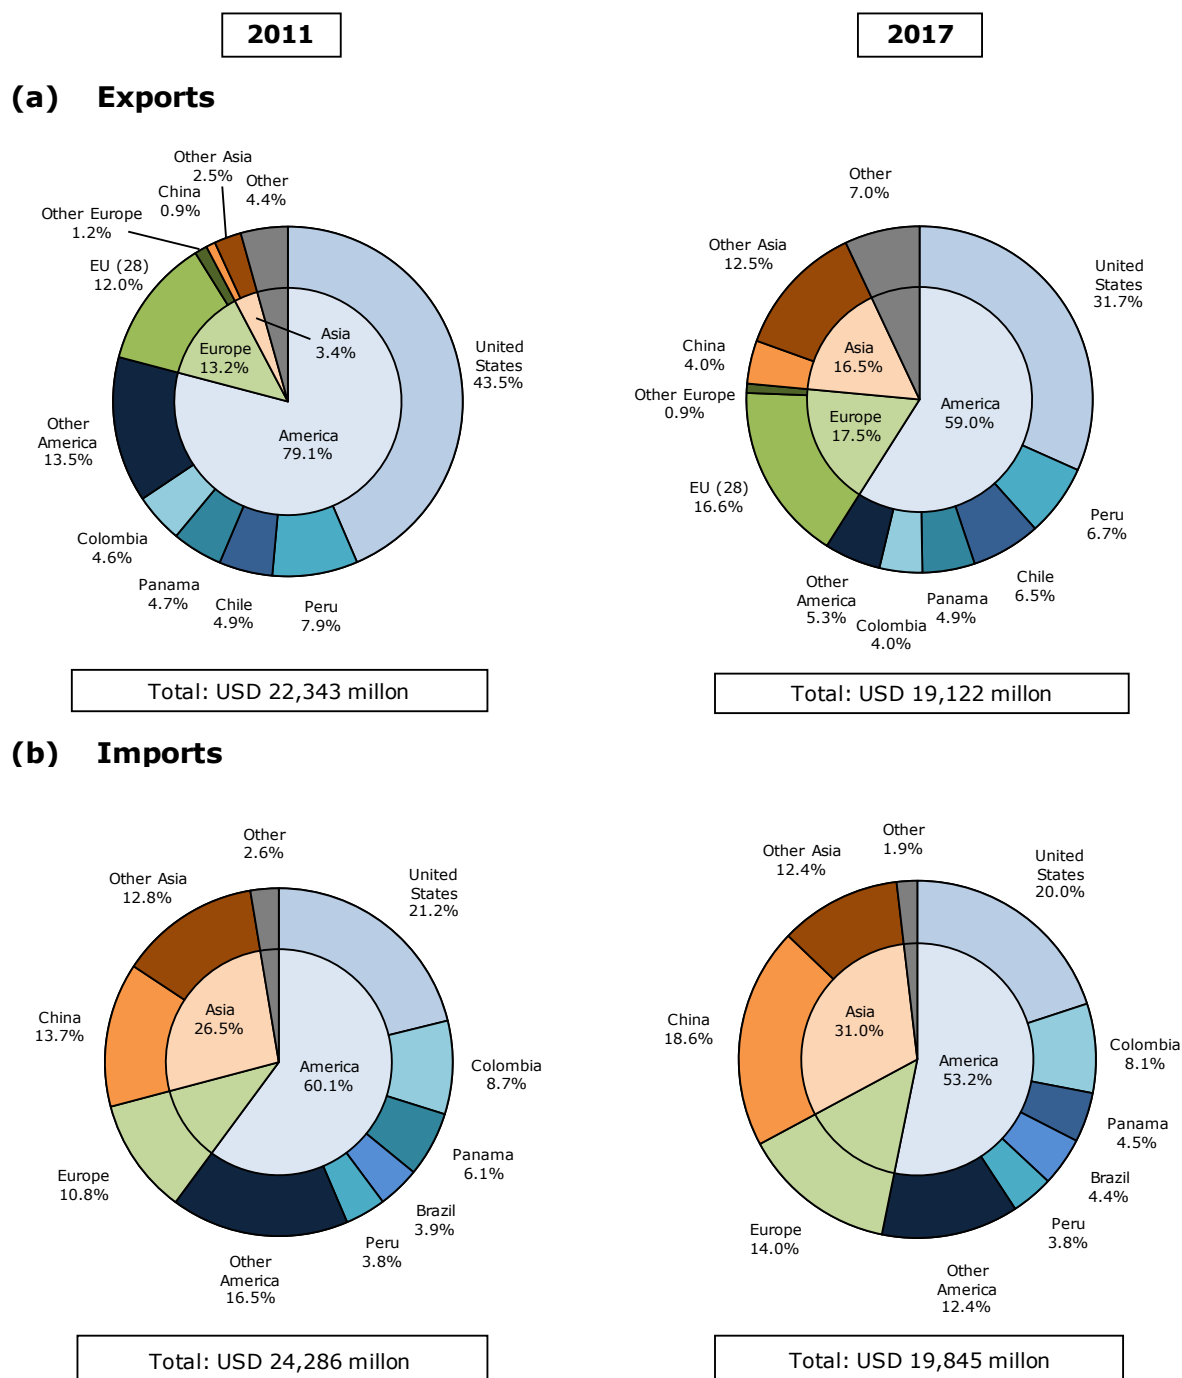 2011
2017
(a) Exports
Other Asia
2.5%
Other
4.4%
China
0.9%
Other Europe
1.2%
EU (28)
12.0%
Europe
13.2%
Asia
3.4%
United
States
43.5%
Other
America
13.5%
America
79.1%
Colombia
4.6%
Panama
4.7%
Chile
4.9%
Peru
7.9%
Total: USD 22,343 millon
Other
7.0%
Other Asia
12.5%
United
States
31.7%
China
4.0%
Asia
16.5%
Other Europe
0.9%
Europe
17.5%
America
59.0%
EU (28)
16.6%
Peru
6.7%
Other
America
5.3%
Colombia
4.0%
Panama
4.9%
Chile
6.5%
Total: USD 19,122 millon
(b) Imports
Other
2.6%
Other Asia
12.8%
United
States
21.2%
China
13.7%
Asia
26.5%
America
60.1%
Colombia
8.7%
Europe
10.8%
Panama
6.1%
Brazil
3.9%
Peru
3.8%
Other
America
16.5%
Total: USD 24,286 millon
Other
1.9%
Other Asia
12.4%
United
States
20.0%
China
18.6%
Asia
31.0%
America
53.2%
Colombia
8.1%
Panama
4.5%
Brazil
4.4%
Peru
3.8%
Europe
14.0%
Other
America
12.4%
Total: USD 19,845 millon